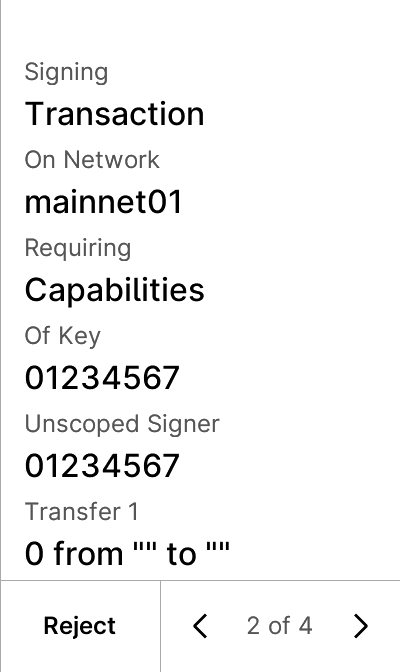 Signing
Transaction
On Network
mainnet01
Requiring
Capabilities
Of Key
01234567
Unscoped Signer
01234567
Transfer 1
0 from "" to ""
Reject
2 of 4